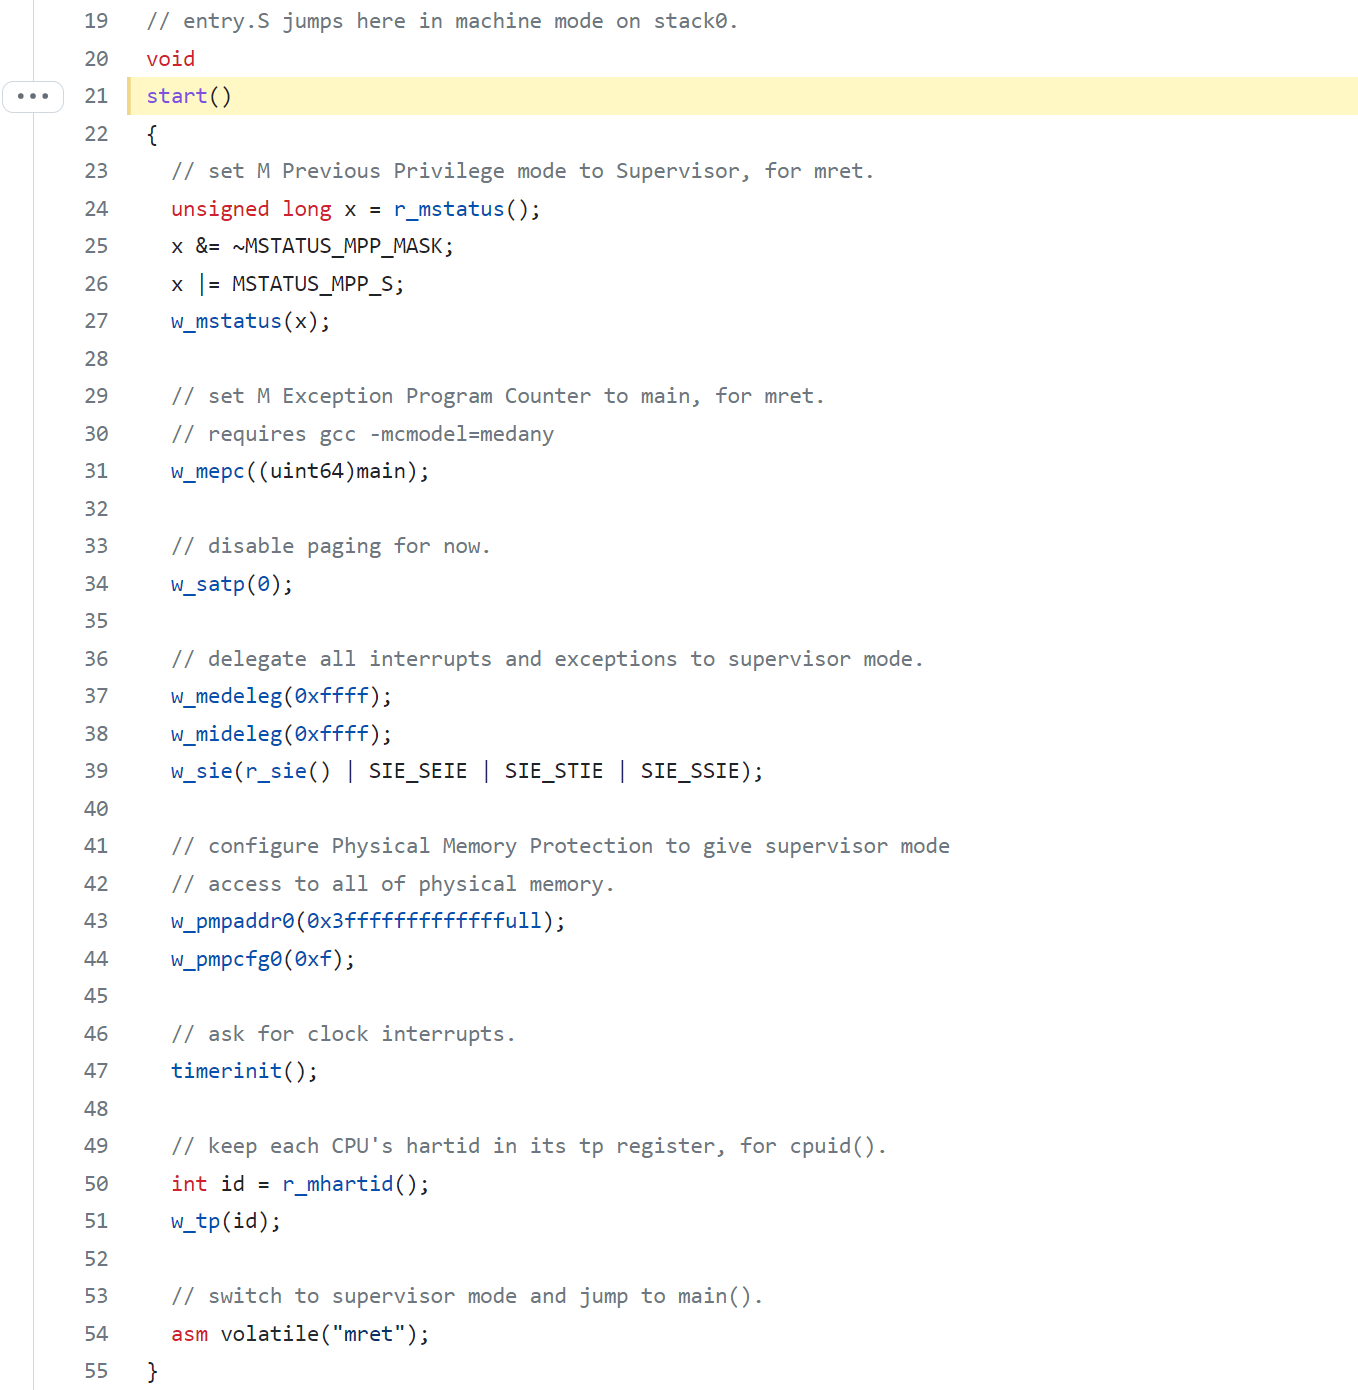 19 // entry.S jumps here in machine mode on stack0.
20 void
21 start()
22 {
23 // set M Previous Privilege mode to Supervisor, for mret.
24 unsigned long x = r_mstatus();
25 x &= ~MSTATUS_MPP_MASK;
26 x |= MSTATUS_MPP_S;
27 w_mstatus(x);
28
29 // set M Exception Program Counter to main, for mret.
30 // requires gcc -mcmodel=medany
31 w_mepc((uint64)main);
32
33 // disable paging for now.
34 w_satp(0);
35
36 // delegate all interrupts and exceptions to supervisor mode.
37 w_medeleg(0xffff);
38 w_mideleg(0xffff);
39 w_sie(r_sie() | SIE_SEIE | SIE_STIE | SIE_SSIE);
40
41 // configure Physical Memory Protection to give supervisor mode
42 // access to all of physical memory.
43 w_pmpaddr0(0x3fffffffffffffull);
44 w_pmpcfg0(0xf);
45
46 // ask for clock interrupts.
47 timerinit();
48
49 // keep each CPU's hartid in its tp register, for cpuid().
50 int id = r_mhartid();
51 w_tp(id);
52
53 // switch to supervisor mode and jump to main().
54 asm volatile("mret");
55 }